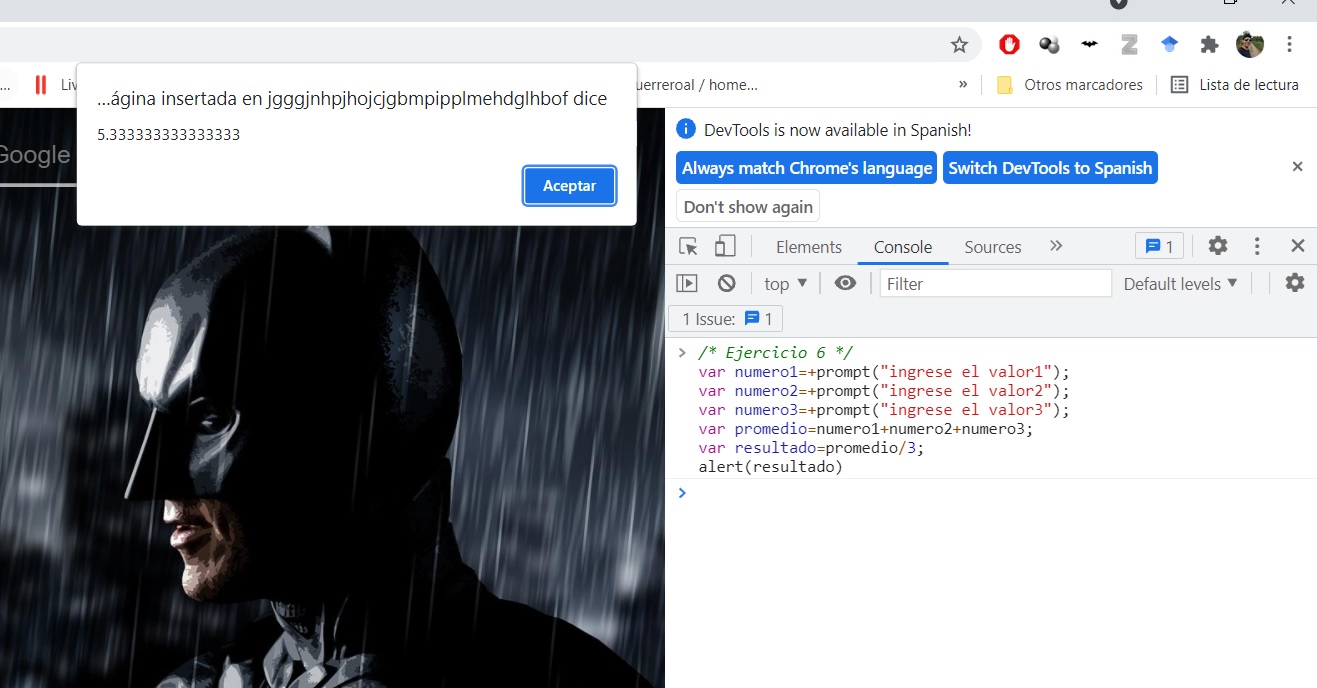 ... Liv
uerreroal / home...
»
Otros marcadores
Lista de lectura
...ágina insertada en jgggjnhpjhojcjgbmpipplmehdglhbof dice
5.333333333333333
Aceptar
Google
DevTools is now available in Spanish!
Always match Chrome's language
Switch DevTools to Spanish
Don't show again
Elements Console Sources » 1
top Filter Default levels
1 Issue: 1
> /* Ejercicio 6 */
var numero1=+prompt("ingrese el valor1");
var numero2=+prompt("ingrese el valor2");
var numero3=+prompt("ingrese el valor3");
var promedio=numero1+numero2+numero3;
var resultado=promedio/3;
alert(resultado)
>